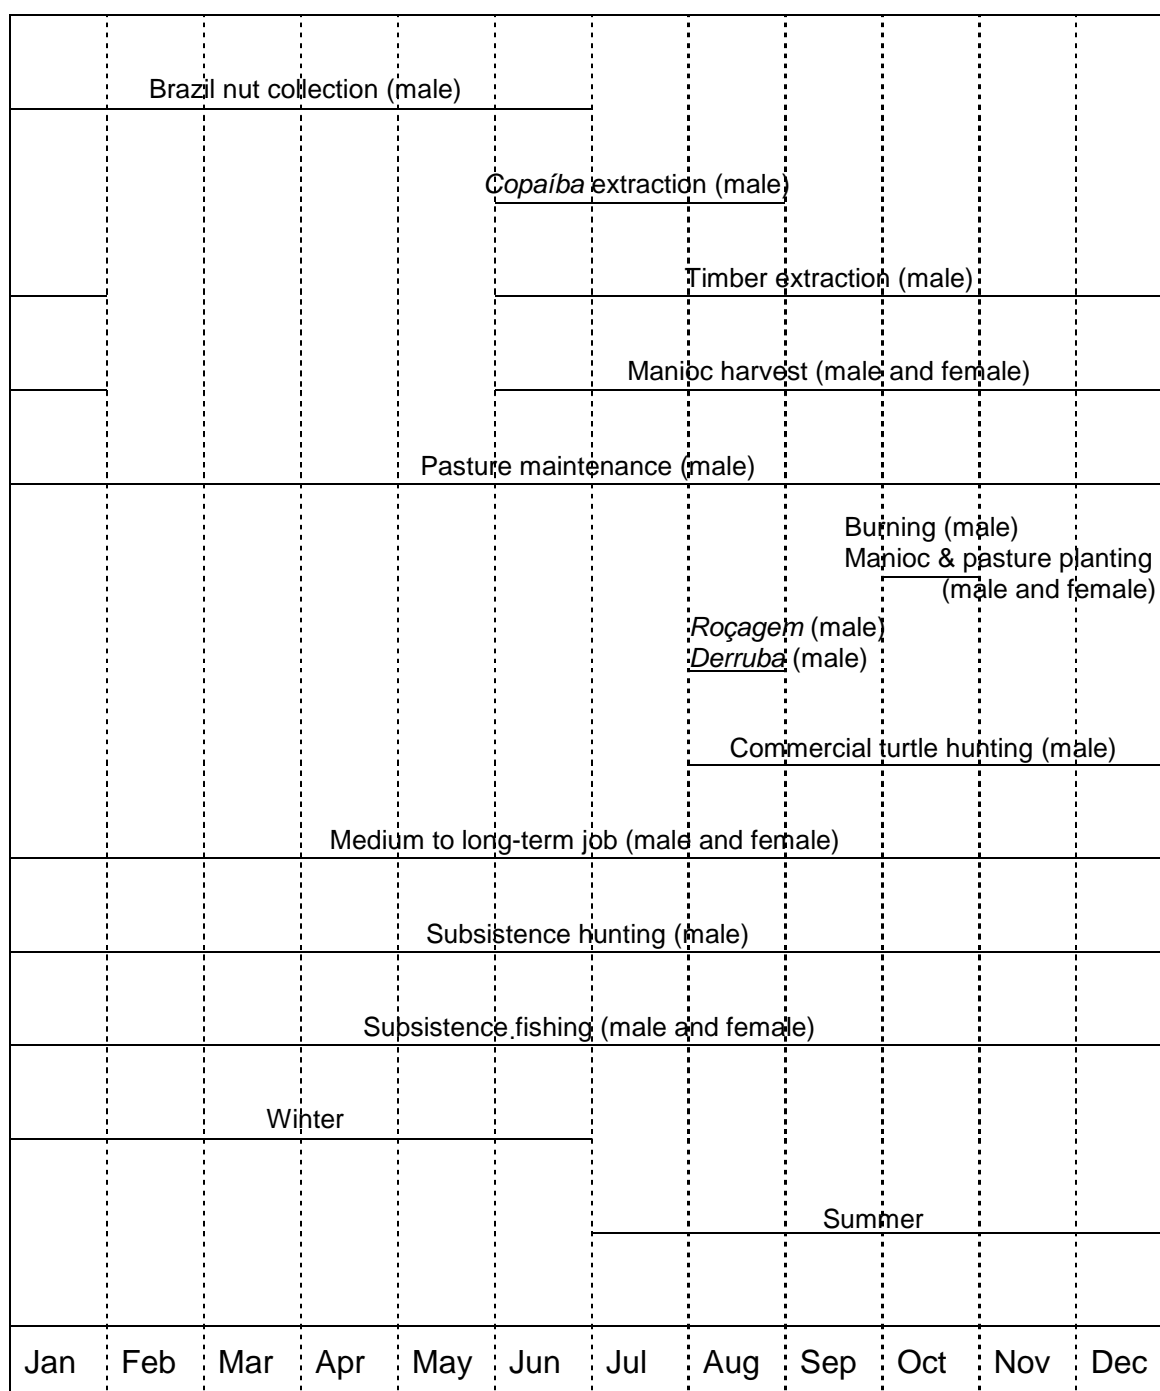 Brazil nut collection (male)
Copaíba extraction (male)
Timber extraction (male)
Manioc harvest (male and female)
Pasture maintenance (male)
Burning (male)
Manioc & pasture planting
(male and female)
Roçagem (male)
Derruba (male)
Commercial turtle hunting (male)
Medium to long-term job (male and female)
Subsistence hunting (male)
Subsistence fishing (male and female)
Winter
Summer
Jan Feb Mar Apr May Jun Jul Aug Sep Oct Nov Dec